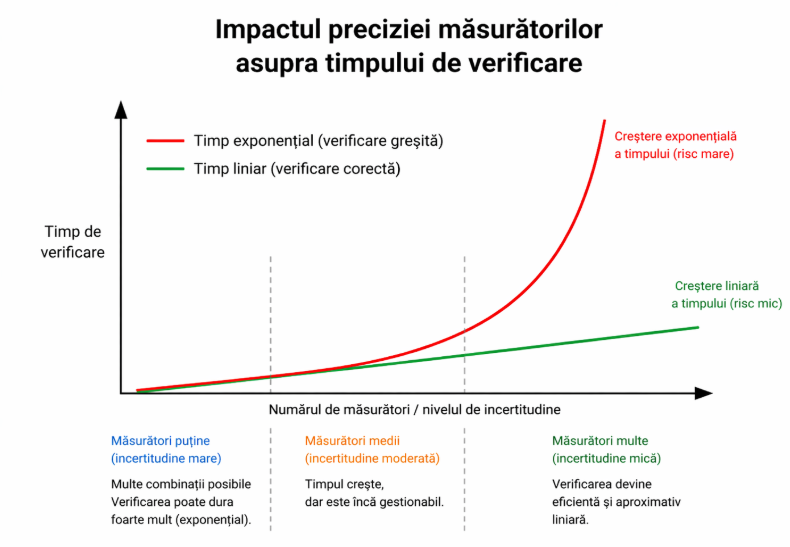 Impactul preciziei măsurătorilor
asupra timpului de verificare
Timp exponențial (verificare greșită)
Timp liniar (verificare corectă)
Creștere exponențială
a timpului (risc mare)
Timp de
verificare
Creștere liniară
a timpului (risc mic)
Numărul de măsurători / nivelul de incertitudine
Măsurători puține
(incertitudine mare)
Multe combinații posibile
Verificarea poate dura
foarte mult (exponențial).
Măsurători medii
(incertitudine moderată)
Timpul crește,
dar este încă gestionabil.
Măsurători multe
(incertitudine mică)
Verificarea devine
eficientă și aproximativ
liniară.